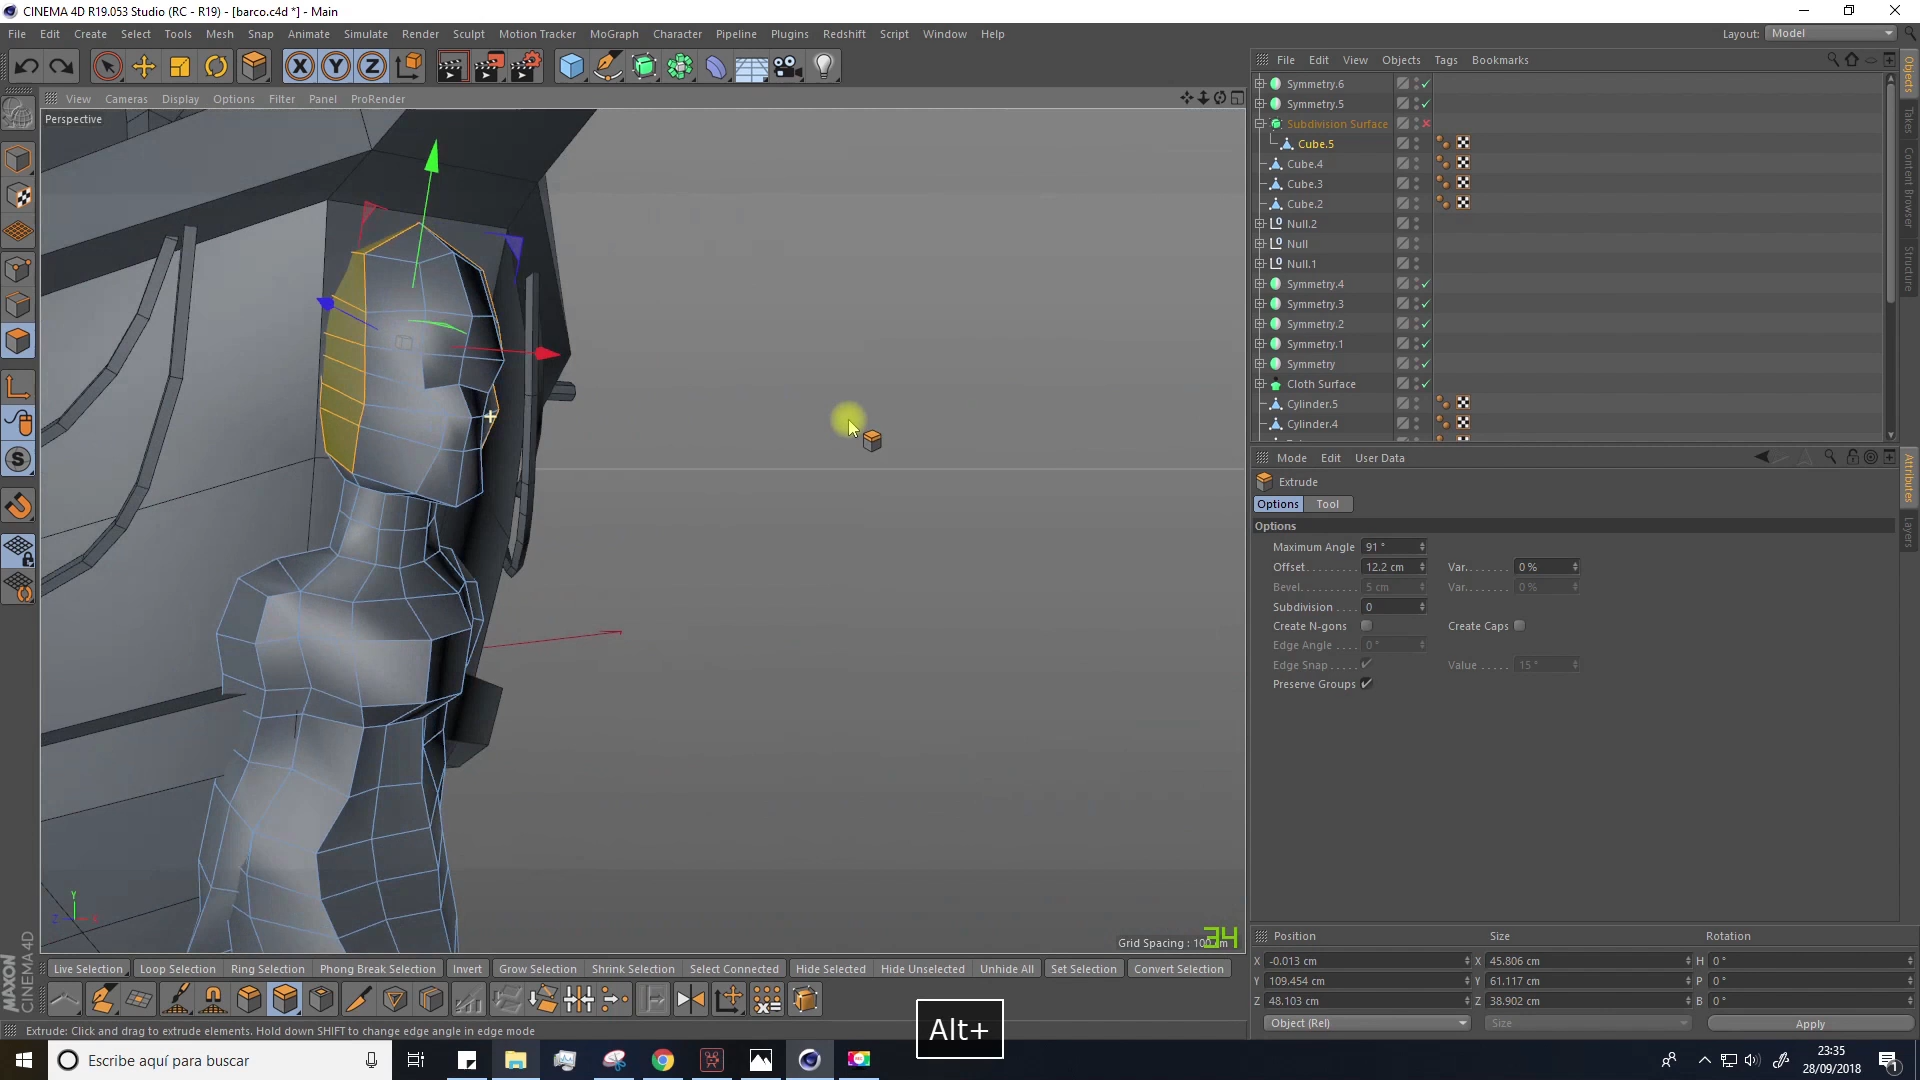 CINEMA 4D R19.053 Studio (RC - R19) - [barco.c4d *] - Main
File Edit Create Select Tools Mesh Snap Animate Simulate Render Sculpt Motion Tracker MoGraph Character Pipeline Plugins Redshift Script Window Help
Layout: Model
X Y Z
File Edit View Objects Tags Bookmarks
View Cameras Display Options Filter Panel ProRender
Perspective
Symmetry.6
Symmetry.5
Subdivision Surface
Cube.5
Cube.4
Cube.3
Cube.2
Null.2
Null
Null.1
Symmetry.4
Symmetry.3
Symmetry.2
Symmetry.1
Symmetry
Cloth Surface
Cylinder.5
Cylinder.4
Objects
Takes
Content Browser
Structure
Mode Edit User Data
Extrude
Options Tool
Options
Maximum Angle 91 °
Offset 12.2 cm Var. 0 %
Bevel 5 cm Var. 0 %
Subdivision 0
Create N-gons Create Caps
Edge Angle 0 °
Edge Snap Value 15 °
Preserve Groups
Attributes
Layers
Y
Z
Grid Spacing : 100 cm
34
Position Size Rotation
X -0.013 cm X 45.806 cm H 0 °
Y 109.454 cm Y 61.117 cm P 0 °
Z 48.103 cm Z 38.902 cm B 0 °
Object (Rel) Size Apply
Live Selection Loop Selection Ring Selection Phong Break Selection Invert Grow Selection Shrink Selection Select Connected Hide Selected Hide Unselected Unhide All Set Selection Convert Selection
MAXON
CINEMA 4D
Extrude: Click and drag to extrude elements. Hold down SHIFT to change edge angle in edge mode
Alt+
Escribe aquí para buscar
23:35
28/09/2018
1